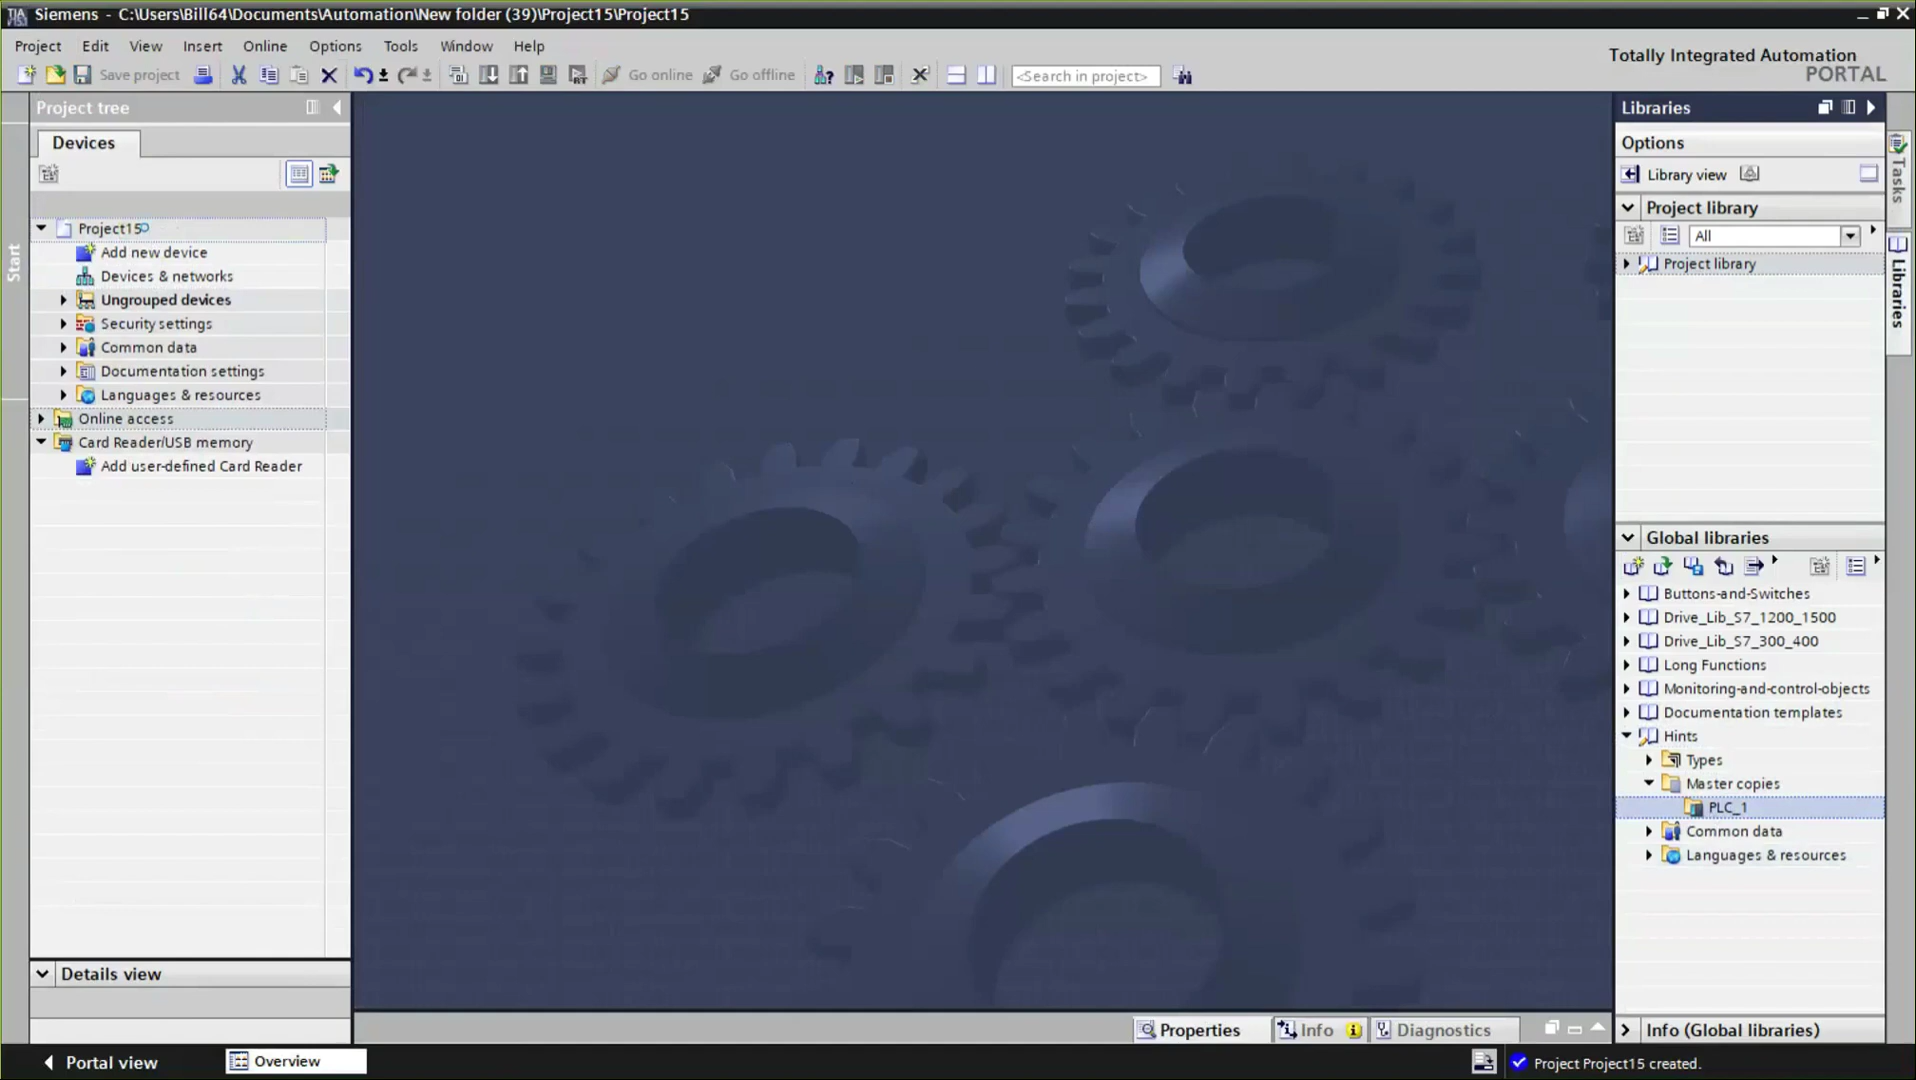 Siemens - C:\Users\Bill64\Documents\Automation\New folder (39)\Project15\Project15
Project Edit View Insert Online Options Tools Window Help
Totally Integrated Automation
PORTAL
Save project Go online Go offline <Search in project>
Project tree
Devices
Start
Project15
Add new device
Devices & networks
Ungrouped devices
Security settings
Common data
Documentation settings
Languages & resources
Online access
Card Reader/USB memory
Add user-defined Card Reader
Details view
Libraries
Options
Library view
Project library
All
Project library
Global libraries
Buttons-and-Switches
Drive_Lib_S7_1200_1500
Drive_Lib_S7_300_400
Long Functions
Monitoring-and-control-objects
Documentation templates
Hints
Types
Master copies
PLC_1
Common data
Languages & resources
Info (Global libraries)
Tasks
Libraries
Properties Info Diagnostics
Portal view Overview
Project Project15 created.